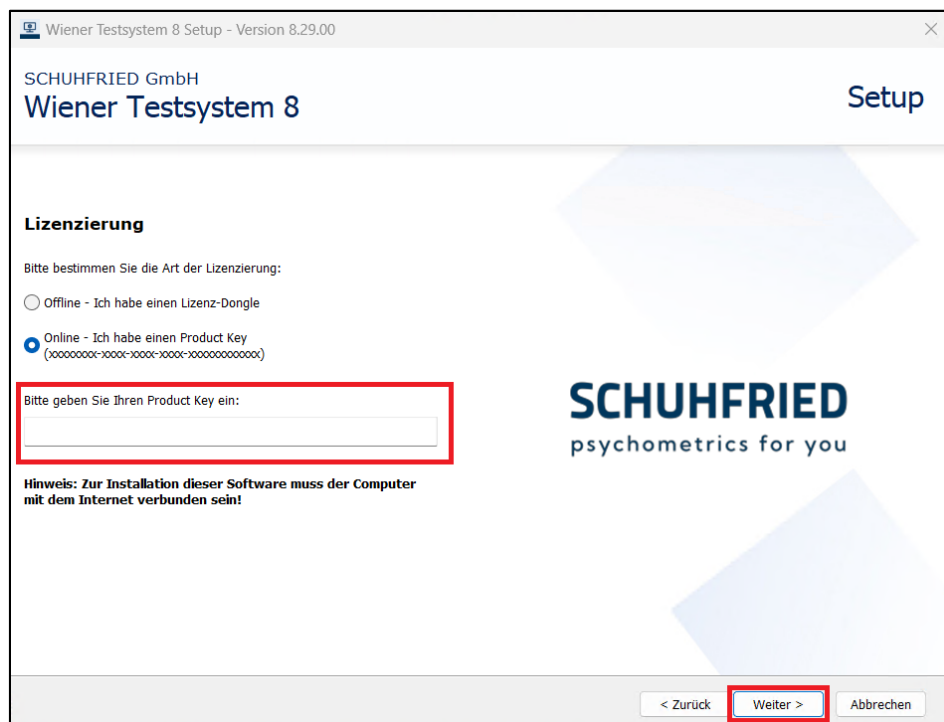 Wiener Testsystem 8 Setup - Version 8.29.00
SCHUHFRIED GmbH
Wiener Testsystem 8
Setup
Lizenzierung
Bitte bestimmen Sie die Art der Lizenzierung:
Offline - Ich habe einen Lizenz-Dongle
Online - Ich habe einen Product Key
(xxxxxxxx-xxxx-xxxx-xxxx-xxxxxxxxxxxx)
Bitte geben Sie Ihren Product Key ein:
SCHUHFRIED
psychometrics for you
Hinweis: Zur Installation dieser Software muss der Computer
mit dem Internet verbunden sein!
< Zurück
Weiter >
Abbrechen